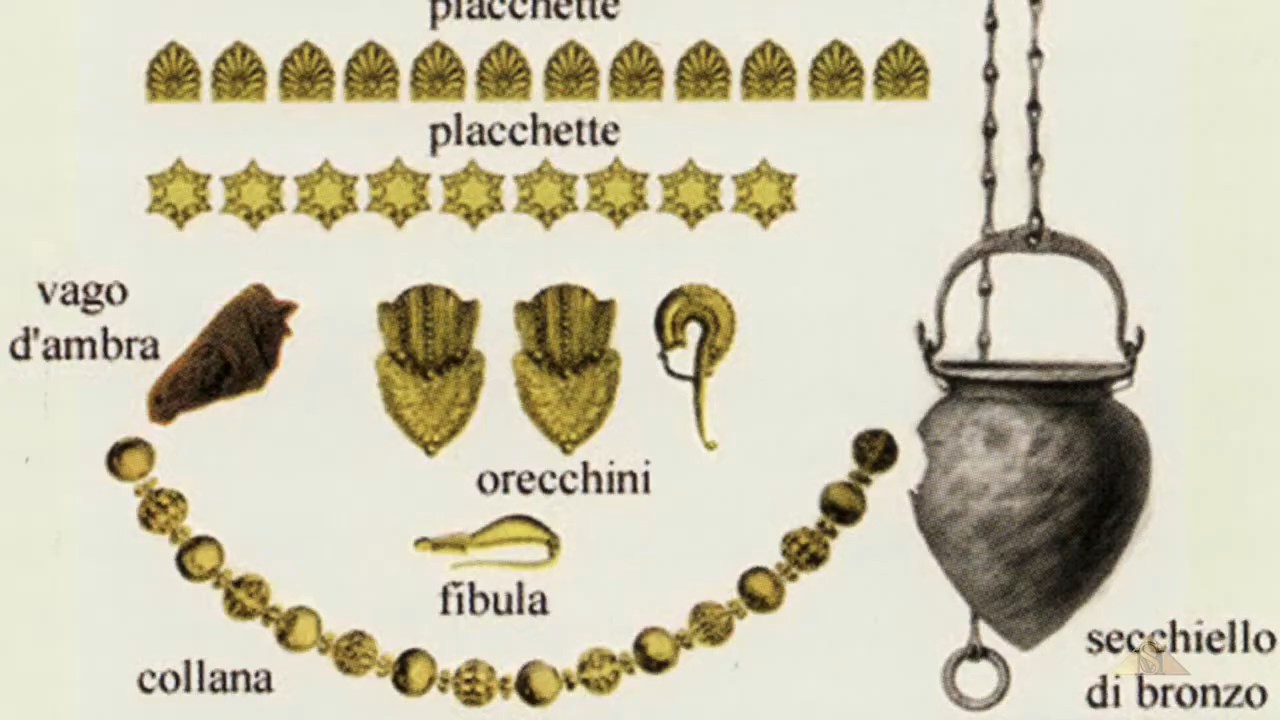 placchette
placchette
vago
d'ambra
orecchini
fibula
collana
secchiello
di bronzo